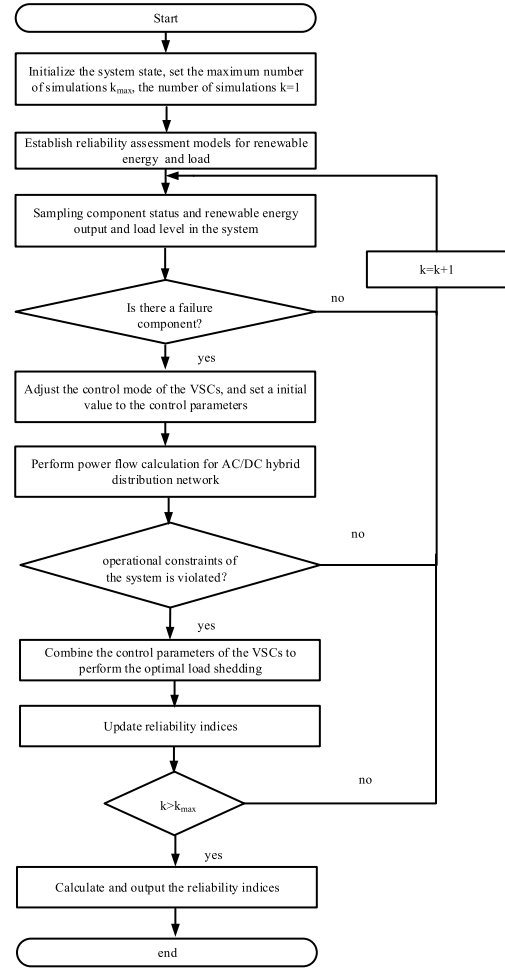 Start
Initialize the system state, set the maximum number
of simulations kmax, the number of simulations k=1
Establish reliability assessment models for renewable
energy and load
Sampling component status and renewable energy
output and load level in the system
k=k+1
Is there a failure
component?
no
yes
Adjust the control mode of the VSCs, and set a initial
value to the control parameters
Perform power flow calculation for AC/DC hybrid
distribution network
no
operational constraints of
the system is violated?
yes
Combine the control parameters of the VSCs to
perform the optimal load shedding
Update reliability indices
no
k>kmax
yes
Calculate and output the reliability indices
end